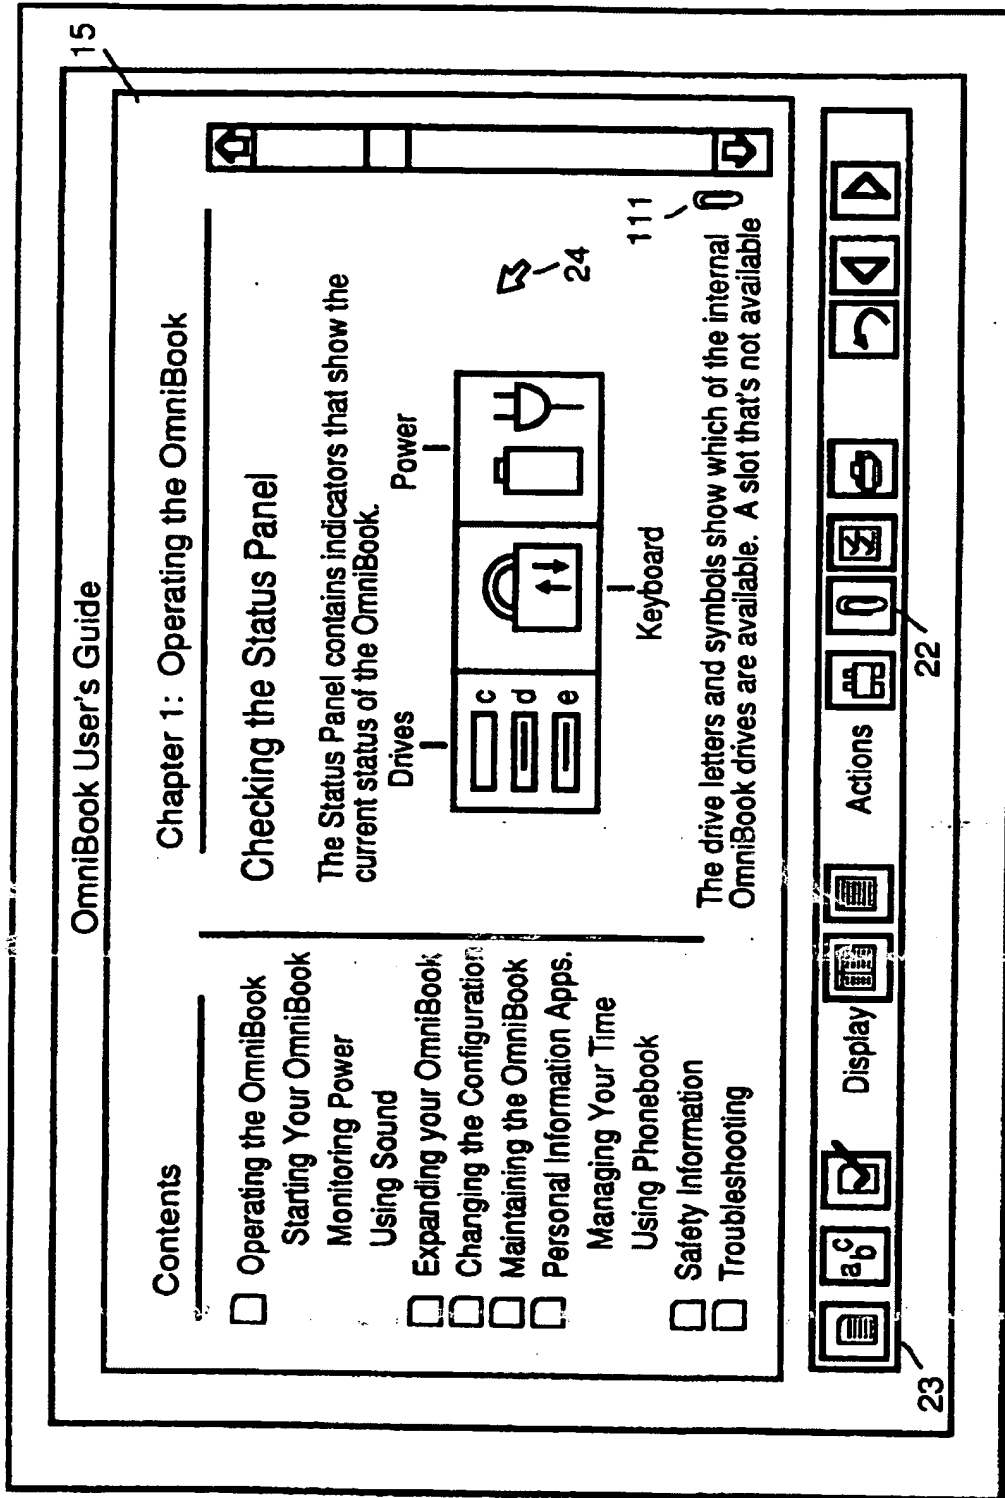 15
OmniBook User's Guide
Contents
Operating the OmniBook
Starting Your OmniBook
Monitoring Power
Using Sound
Expanding your OmniBook
Changing the Configuration
Maintaining the OmniBook
Personal Information Apps.
Managing Your Time
Using Phonebook
Safety Information
Troubleshooting
Chapter 1: Operating the OmniBook
Checking the Status Panel
The Status Panel contains indicators that show the
current status of the OmniBook.
Drives
Power
c
d
e
Keyboard
24
111
The drive letters and symbols show which of the internal
OmniBook drives are available. A slot that's not available
abc
Display
Actions
23
22